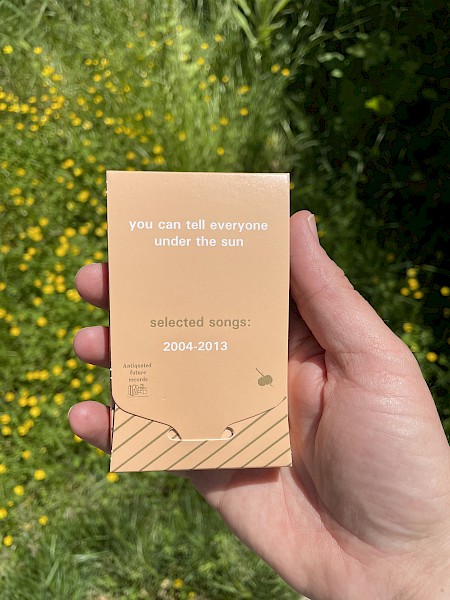 you can tell everyone
under the sun
selected songs:
2004-2013
Antiquated
future
records